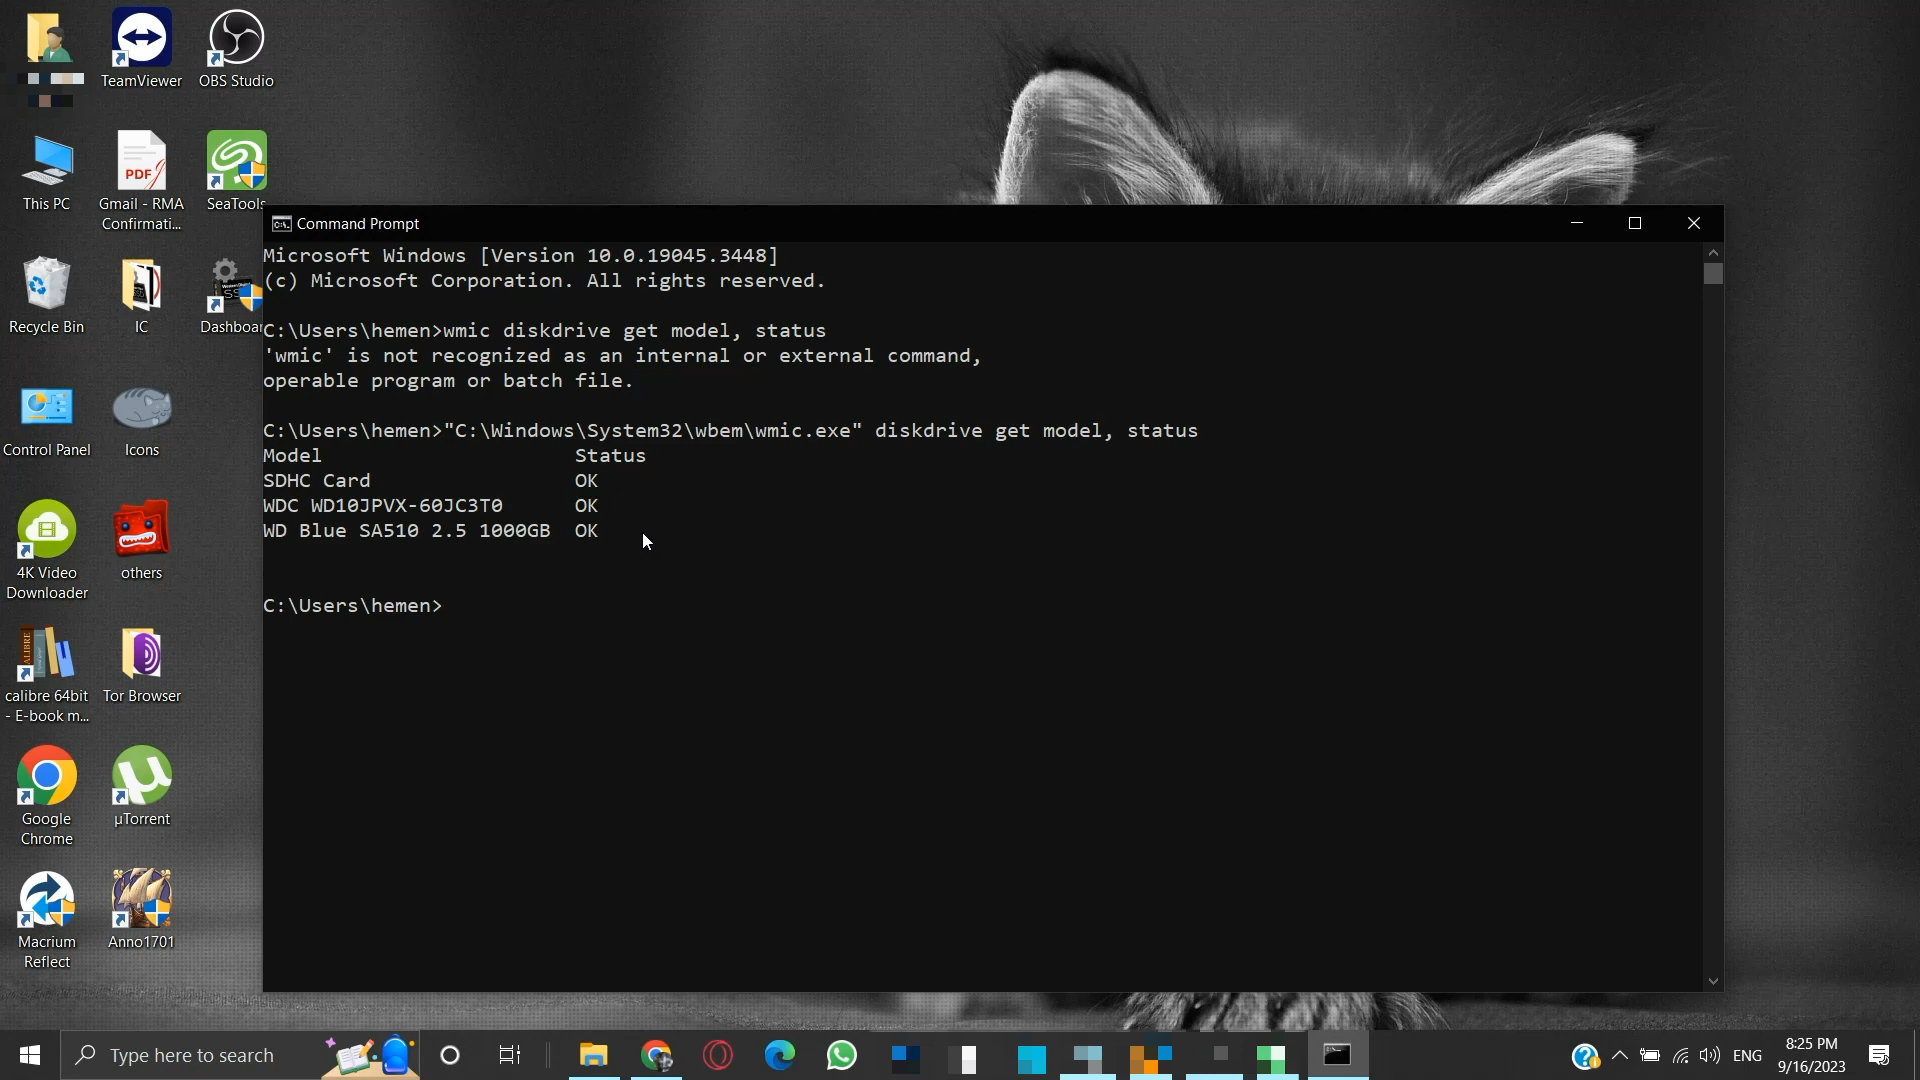 TeamViewer
OBS Studio
This PC
PDF
Gmail - RMA
Confirmati...
SeaTools
Recycle Bin
IC
Dashboar
Control Panel
Icons
4K Video
Downloader
others
CALIBRE
calibre 64bit
- E-book m...
Tor Browser
Google
Chrome
µTorrent
Macrium
Reflect
Anno1701
Command Prompt
Microsoft Windows [Version 10.0.19045.3448]
(c) Microsoft Corporation. All rights reserved.
C:\Users\hemen>wmic diskdrive get model, status
'wmic' is not recognized as an internal or external command,
operable program or batch file.
C:\Users\hemen>"C:\Windows\System32\wbem\wmic.exe" diskdrive get model, status
Model Status
SDHC Card OK
WDC WD10JPVX-60JC3T0 OK
WD Blue SA510 2.5 1000GB OK
C:\Users\hemen>
Type here to search
ENG
8:25 PM
9/16/2023